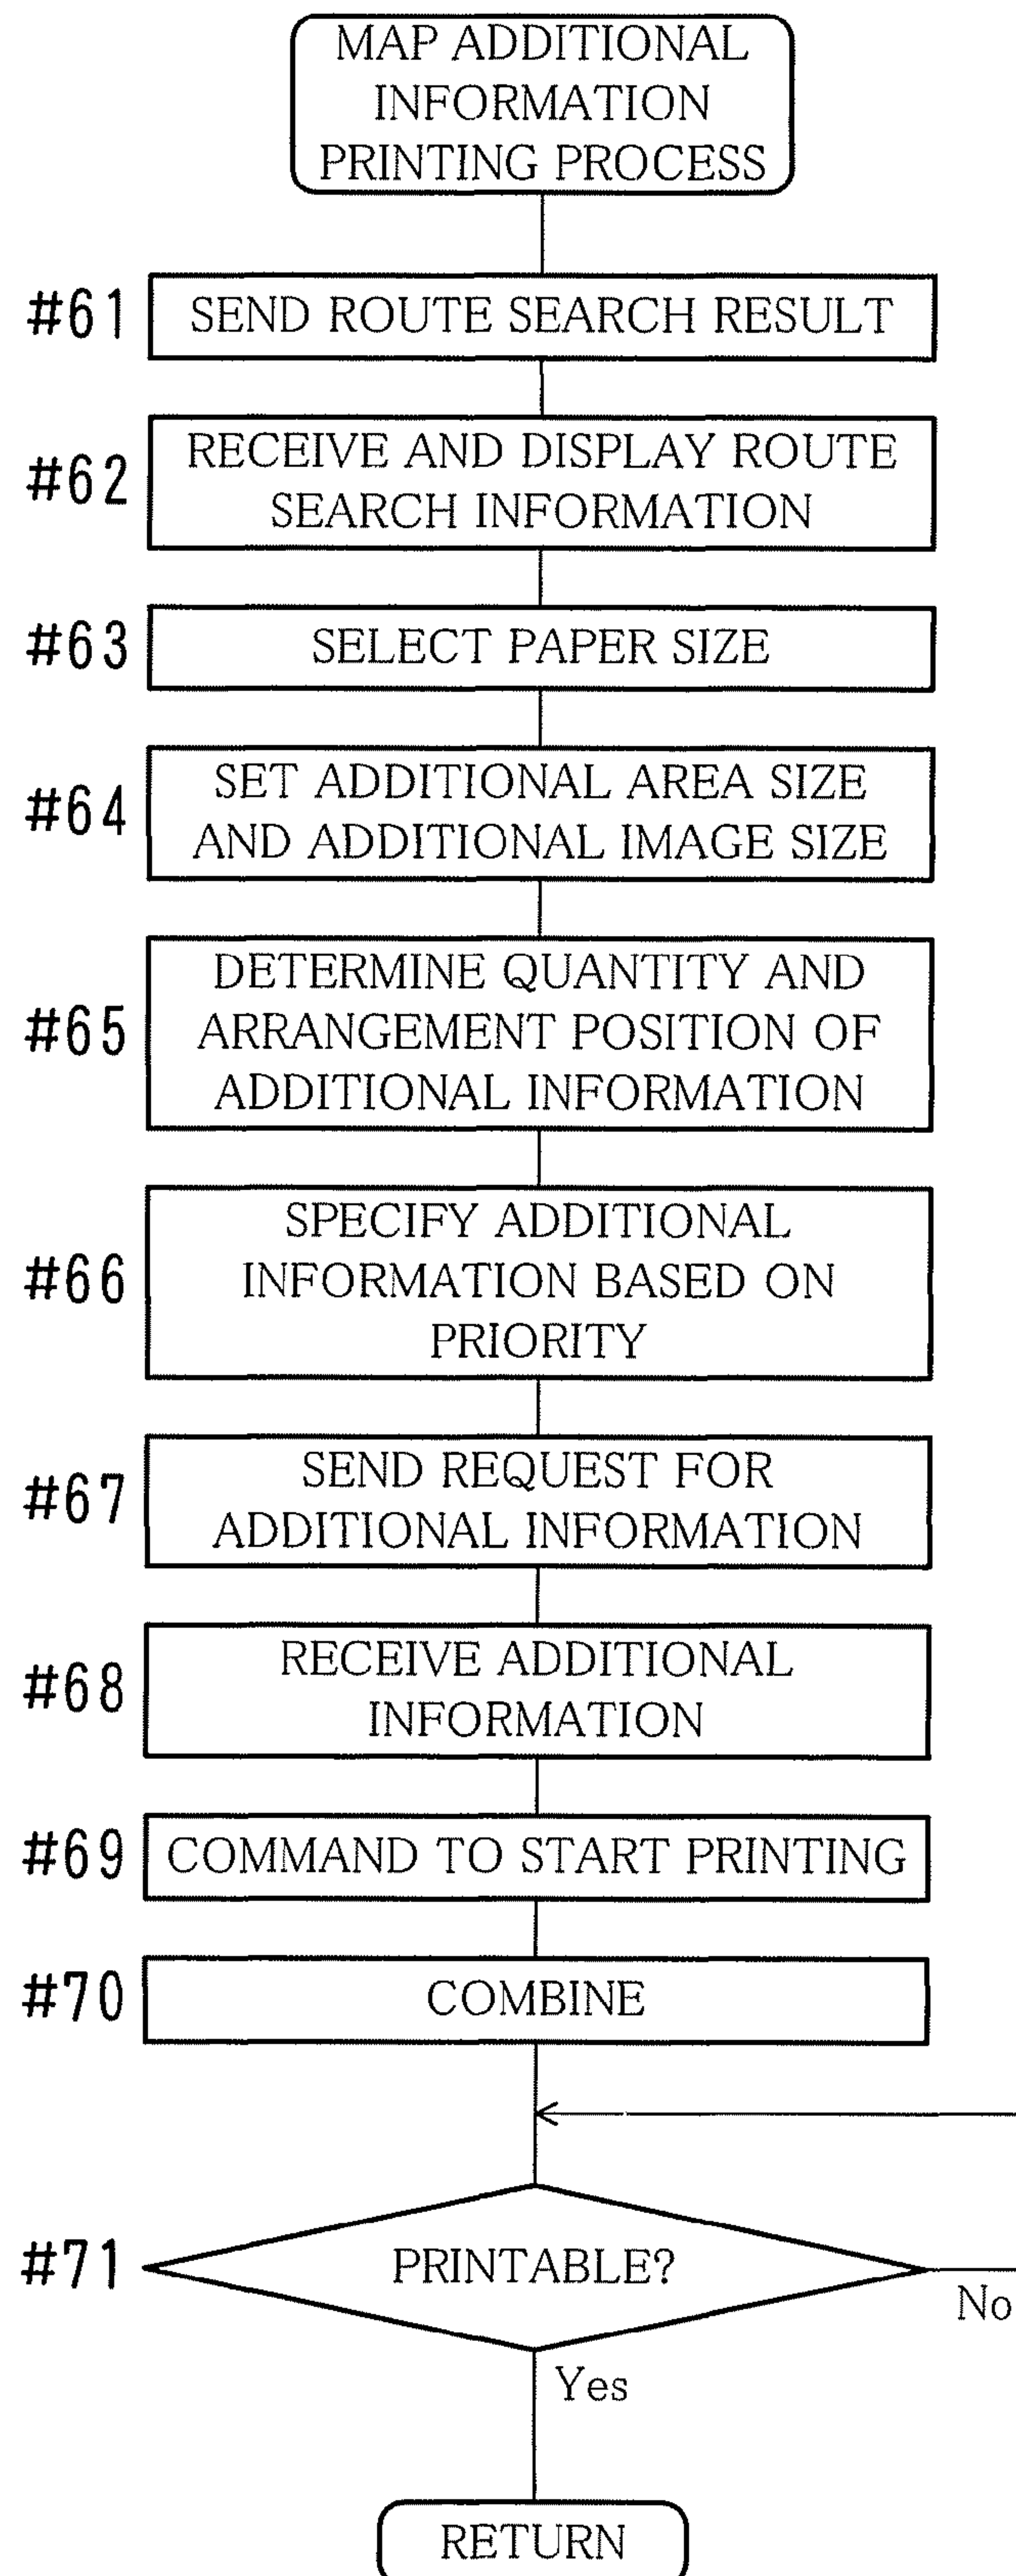 MAP ADDITIONAL
INFORMATION
PRINTING PROCESS
#61 SEND ROUTE SEARCH RESULT
#62 RECEIVE AND DISPLAY ROUTE
SEARCH INFORMATION
#63 SELECT PAPER SIZE
#64 SET ADDITIONAL AREA SIZE
AND ADDITIONAL IMAGE SIZE
#65 DETERMINE QUANTITY AND
ARRANGEMENT POSITION OF
ADDITIONAL INFORMATION
#66 SPECIFY ADDITIONAL
INFORMATION BASED ON
PRIORITY
#67 SEND REQUEST FOR
ADDITIONAL INFORMATION
#68 RECEIVE ADDITIONAL
INFORMATION
#69 COMMAND TO START PRINTING
#70 COMBINE
#71 PRINTABLE?
No
Yes
RETURN